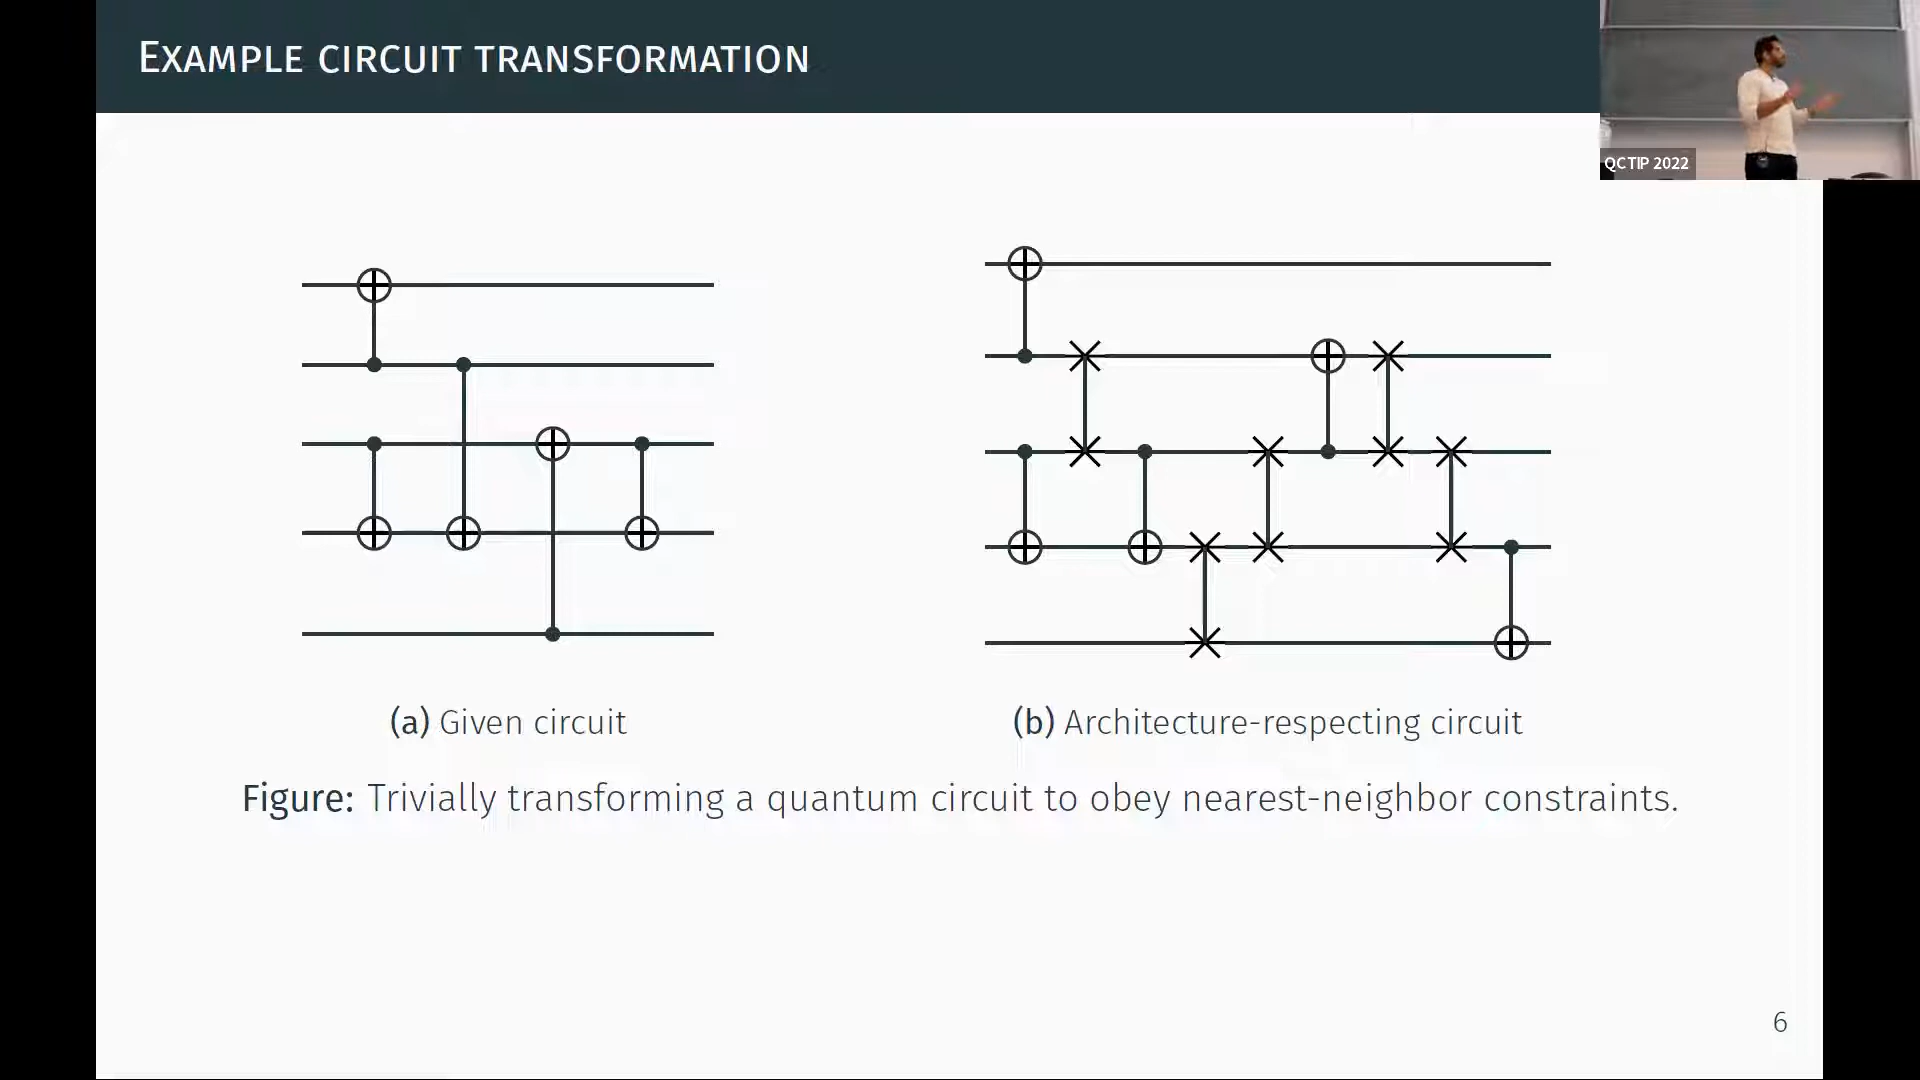 EXAMPLE CIRCUIT TRANSFORMATION
QCTIP 2022
(a) Given circuit
(b) Architecture-respecting circuit
Figure: Trivially transforming a quantum circuit to obey nearest-neighbor constraints.
6